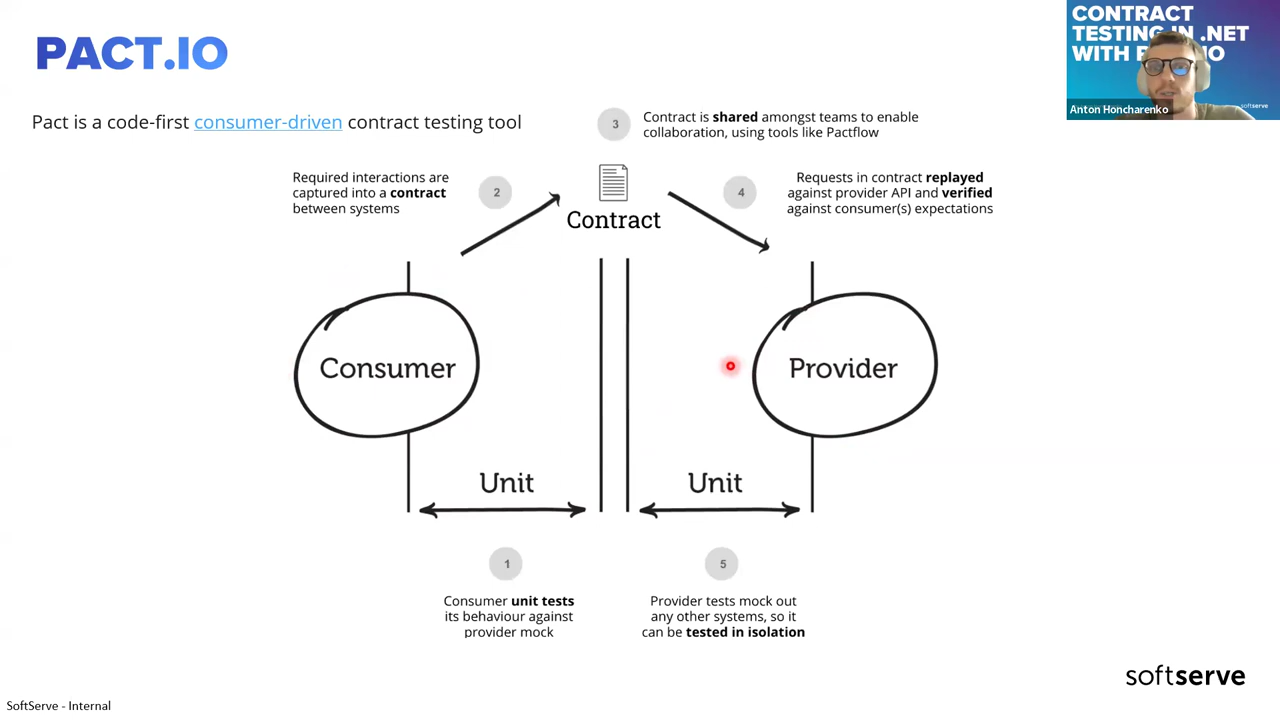 PACT.IO
CONTRACT
TESTING IN .NET
WITH
Anton Honcharenko
softserve
Pact is a code-first consumer-driven contract testing tool
3
Contract is shared amongst teams to enable
collaboration, using tools like Pactflow
Required interactions are
captured into a contract
between systems
2
Contract
4
Requests in contract replayed
against provider API and verified
against consumer(s) expectations
Consumer
Provider
Unit
Unit
1
5
Consumer unit tests
its behaviour against
provider mock
Provider tests mock out
any other systems, so it
can be tested in isolation
softserve
SoftServe - Internal